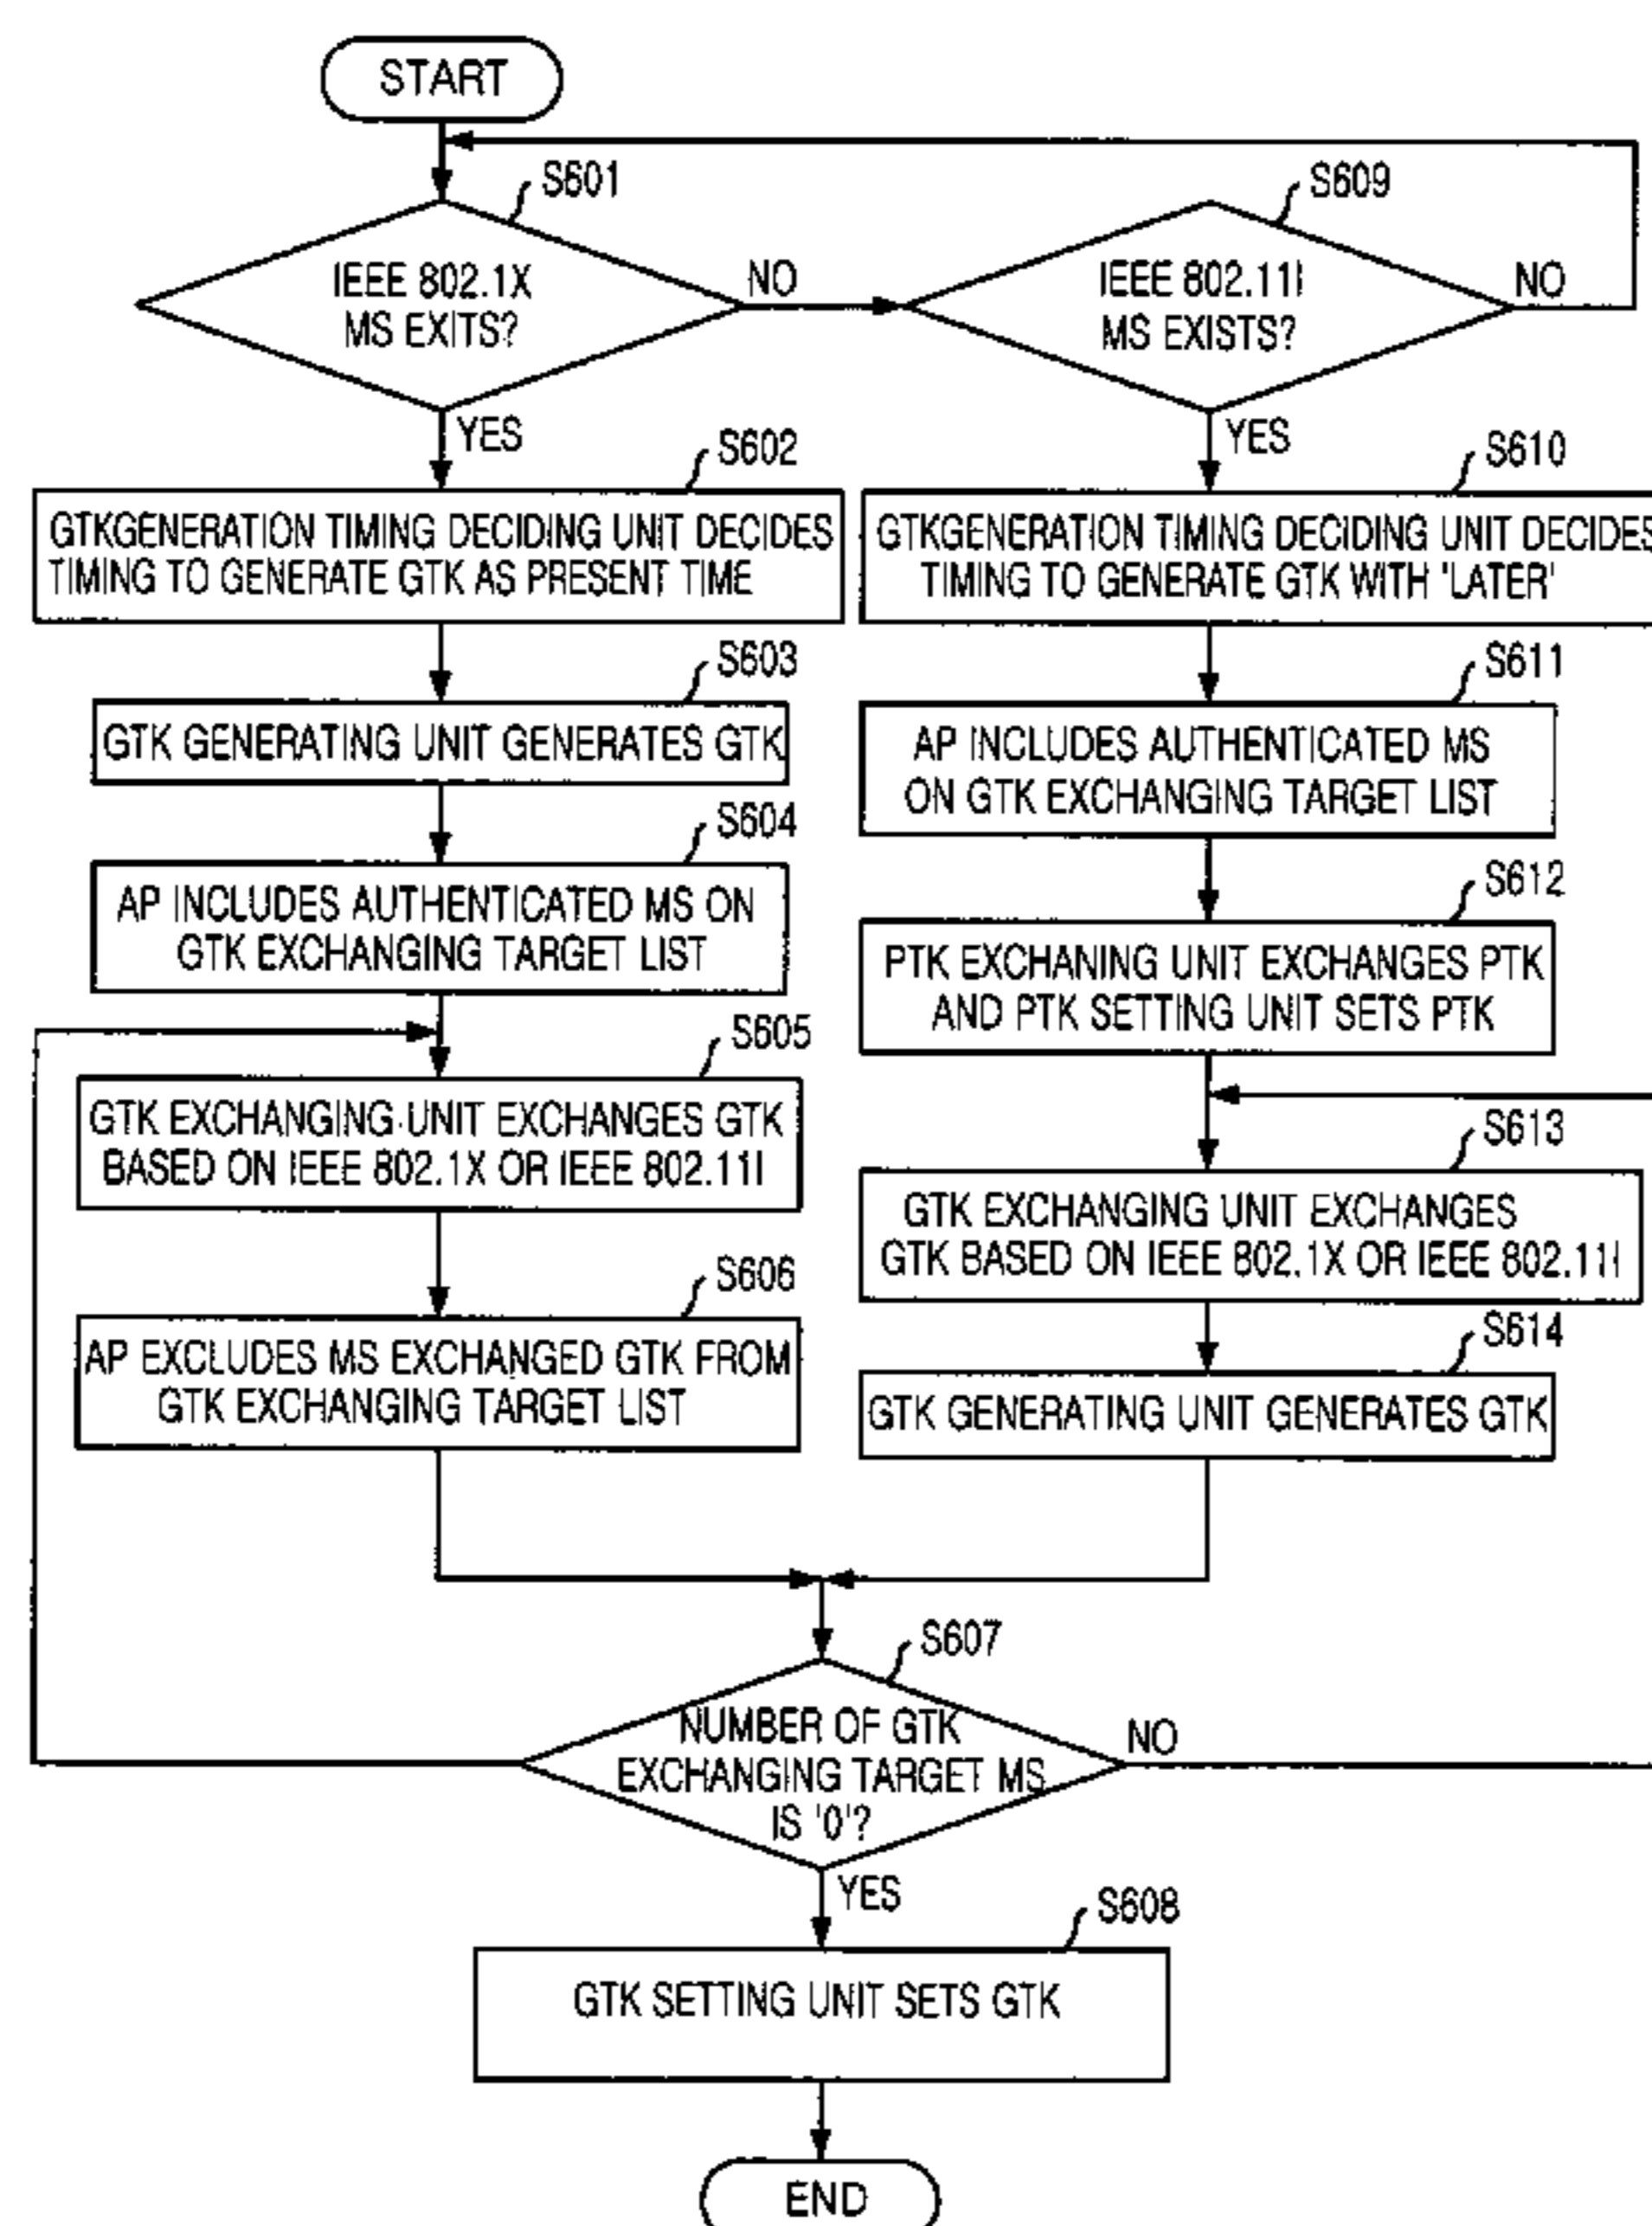 START
S601
IEEE 802.1X
MS EXITS?
NO
YES
S609
IEEE 802.11I
MS EXISTS?
NO
YES
S602
GTKGENERATION TIMING DECIDING UNIT DECIDES
TIMING TO GENERATE GTK AS PRESENT TIME
S610
GTKGENERATION TIMING DECIDING UNIT DECIDES
TIMING TO GENERATE GTK WITH 'LATER'
S603
GTK GENERATING UNIT GENERATES GTK
S611
AP INCLUDES AUTHENTICATED MS
ON GTK EXCHANGING TARGET LIST
S604
AP INCLUDES AUTHENTICATED MS ON
GTK EXCHANGING TARGET LIST
S612
PTK EXCHANING UNIT EXCHANGES PTK
AND PTK SETTING UNIT SETS PTK
S605
GTK EXCHANGING UNIT EXCHANGES GTK
BASED ON IEEE 802.1X OR IEEE 802.11I
S613
GTK EXCHANGING UNIT EXCHANGES
GTK BASED ON IEEE 802.1X OR IEEE 802.11I
S606
AP EXCLUDES MS EXCHANGED GTK FROM
GTK EXCHANGING TARGET LIST
S614
GTK GENERATING UNIT GENERATES GTK
S607
NUMBER OF GTK
EXCHANGING TARGET MS
IS '0'?
NO
YES
S608
GTK SETTING UNIT SETS GTK
END